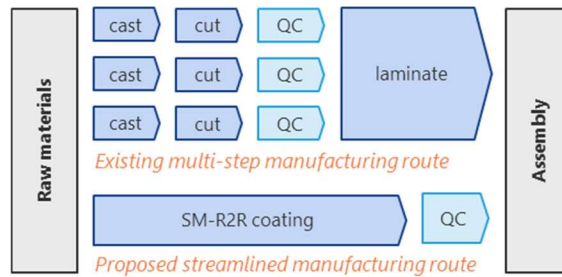 Raw materials
cast cut QC
cast cut QC
cast cut QC
laminate
Existing multi-step manufacturing route
SM-R2R coating QC
Proposed streamlined manufacturing route
Assembly